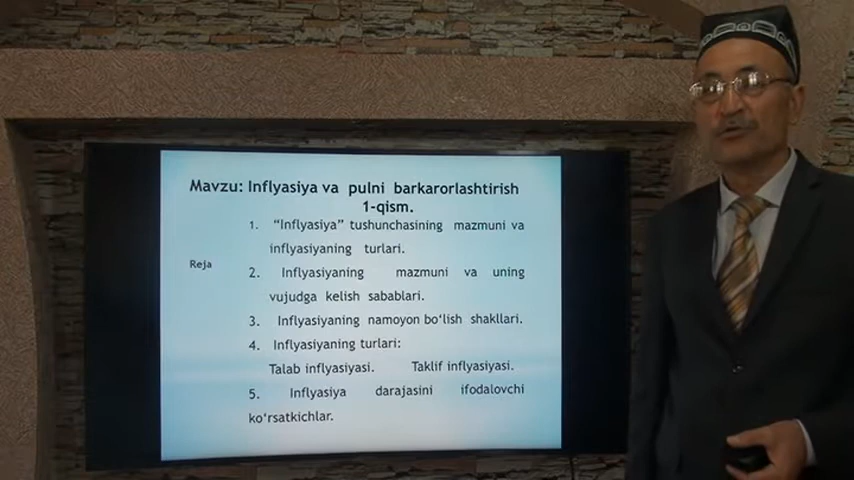 Mavzu: Inflyasiya va pulni barkarorlashtirish
1-qism.
1. “Inflyasiya” tushunchasining mazmuni va
inflyasiyaning turlari.
Reja
2. Inflyasiyaning mazmuni va uning
vujudga kelish sabablari.
3. Inflyasiyaning namoyon bo‘lish shakllari.
4. Inflyasiyaning turlari:
Talab inflyasiyasi. Taklif inflyasiyasi.
5. Inflyasiya darajasini ifodalovchi
ko‘rsatkichlar.